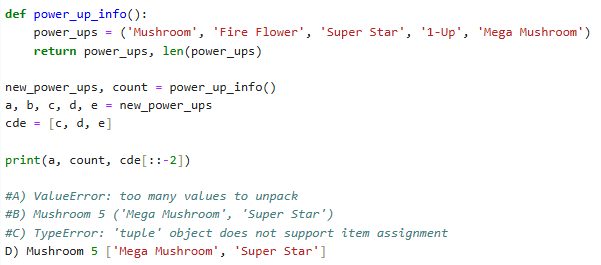 def power_up_info():
    power_ups = ('Mushroom', 'Fire Flower', 'Super Star', '1-Up', 'Mega Mushroom')
    return power_ups, len(power_ups)
new_power_ups, count = power_up_info()
a, b, c, d, e = new_power_ups
cde = [c, d, e]
print(a, count, cde[::-2])
#A) ValueError: too many values to unpack
#B) Mushroom 5 ('Mega Mushroom', 'Super Star')
#C) TypeError: 'tuple' object does not support item assignment
D) Mushroom 5 ['Mega Mushroom', 'Super Star']